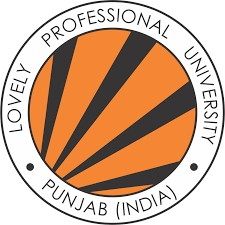 LOVELY PROFESSIONAL UNIVERSITY
PUNJAB (INDIA)